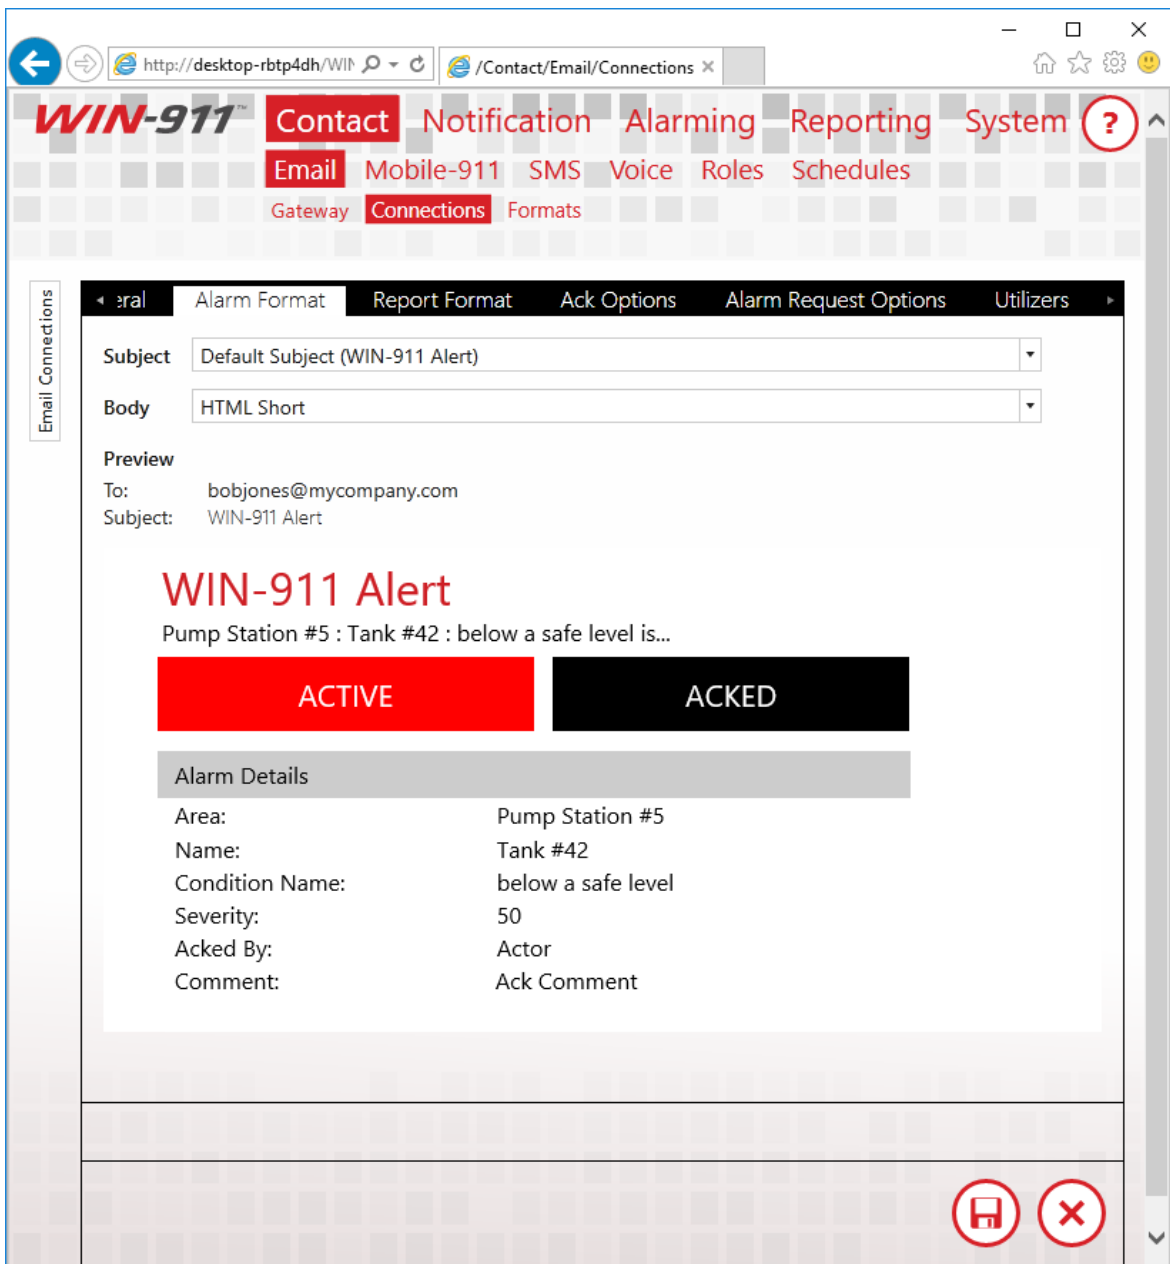 http://desktop-rbtp4dh/WIN
/Contact/Email/Connections
WIN-911™ Contact Notification Alarming Reporting System ?
Email Mobile-911 SMS Voice Roles Schedules
Gateway Connections Formats
Email Connections
eral Alarm Format Report Format Ack Options Alarm Request Options Utilizers
Subject Default Subject (WIN-911 Alert)
Body HTML Short
Preview
To: bobjones@mycompany.com
Subject: WIN-911 Alert
WIN-911 Alert
Pump Station #5 : Tank #42 : below a safe level is...
ACTIVE ACKED
Alarm Details
Area: Pump Station #5
Name: Tank #42
Condition Name: below a safe level
Severity: 50
Acked By: Actor
Comment: Ack Comment